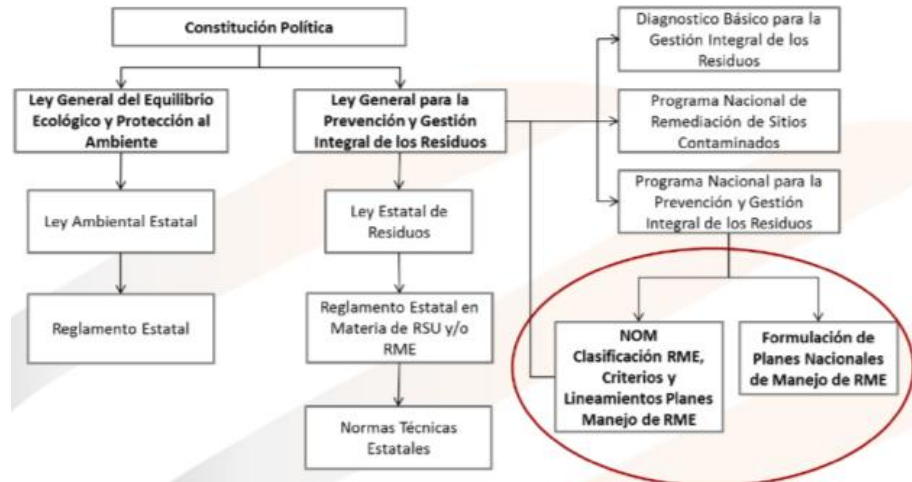 Constitución Política
Ley General del Equilibrio
Ecológico y Protección al
Ambiente
Ley Ambiental Estatal
Reglamento Estatal
Ley General para la
Prevención y Gestión
Integral de los Residuos
Ley Estatal de
Residuos
Reglamento Estatal en
Materia de RSU y/o
RME
Normas Técnicas
Estatales
Diagnostico Básico para la
Gestión Integral de los
Residuos
Programa Nacional de
Remediación de Sitios
Contaminados
Programa Nacional para la
Prevención y Gestión
Integral de los Residuos
NOM
Clasificación RME,
Criterios y
Lineamientos Planes
Manejo de RME
Formulación de
Planes Nacionales
de Manejo de RME